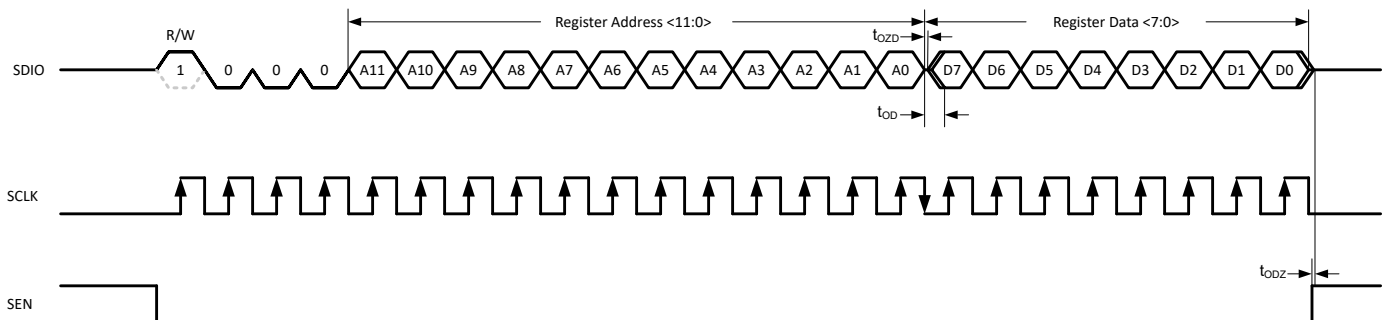 Register Address <11:0> Register Data <7:0>
R/W tOZD
SDIO 1 0 0 0 A11 A10 A9 A8 A7 A6 A5 A4 A3 A2 A1 A0 D7 D6 D5 D4 D3 D2 D1 D0
tOD
SCLK
tODZ
SEN